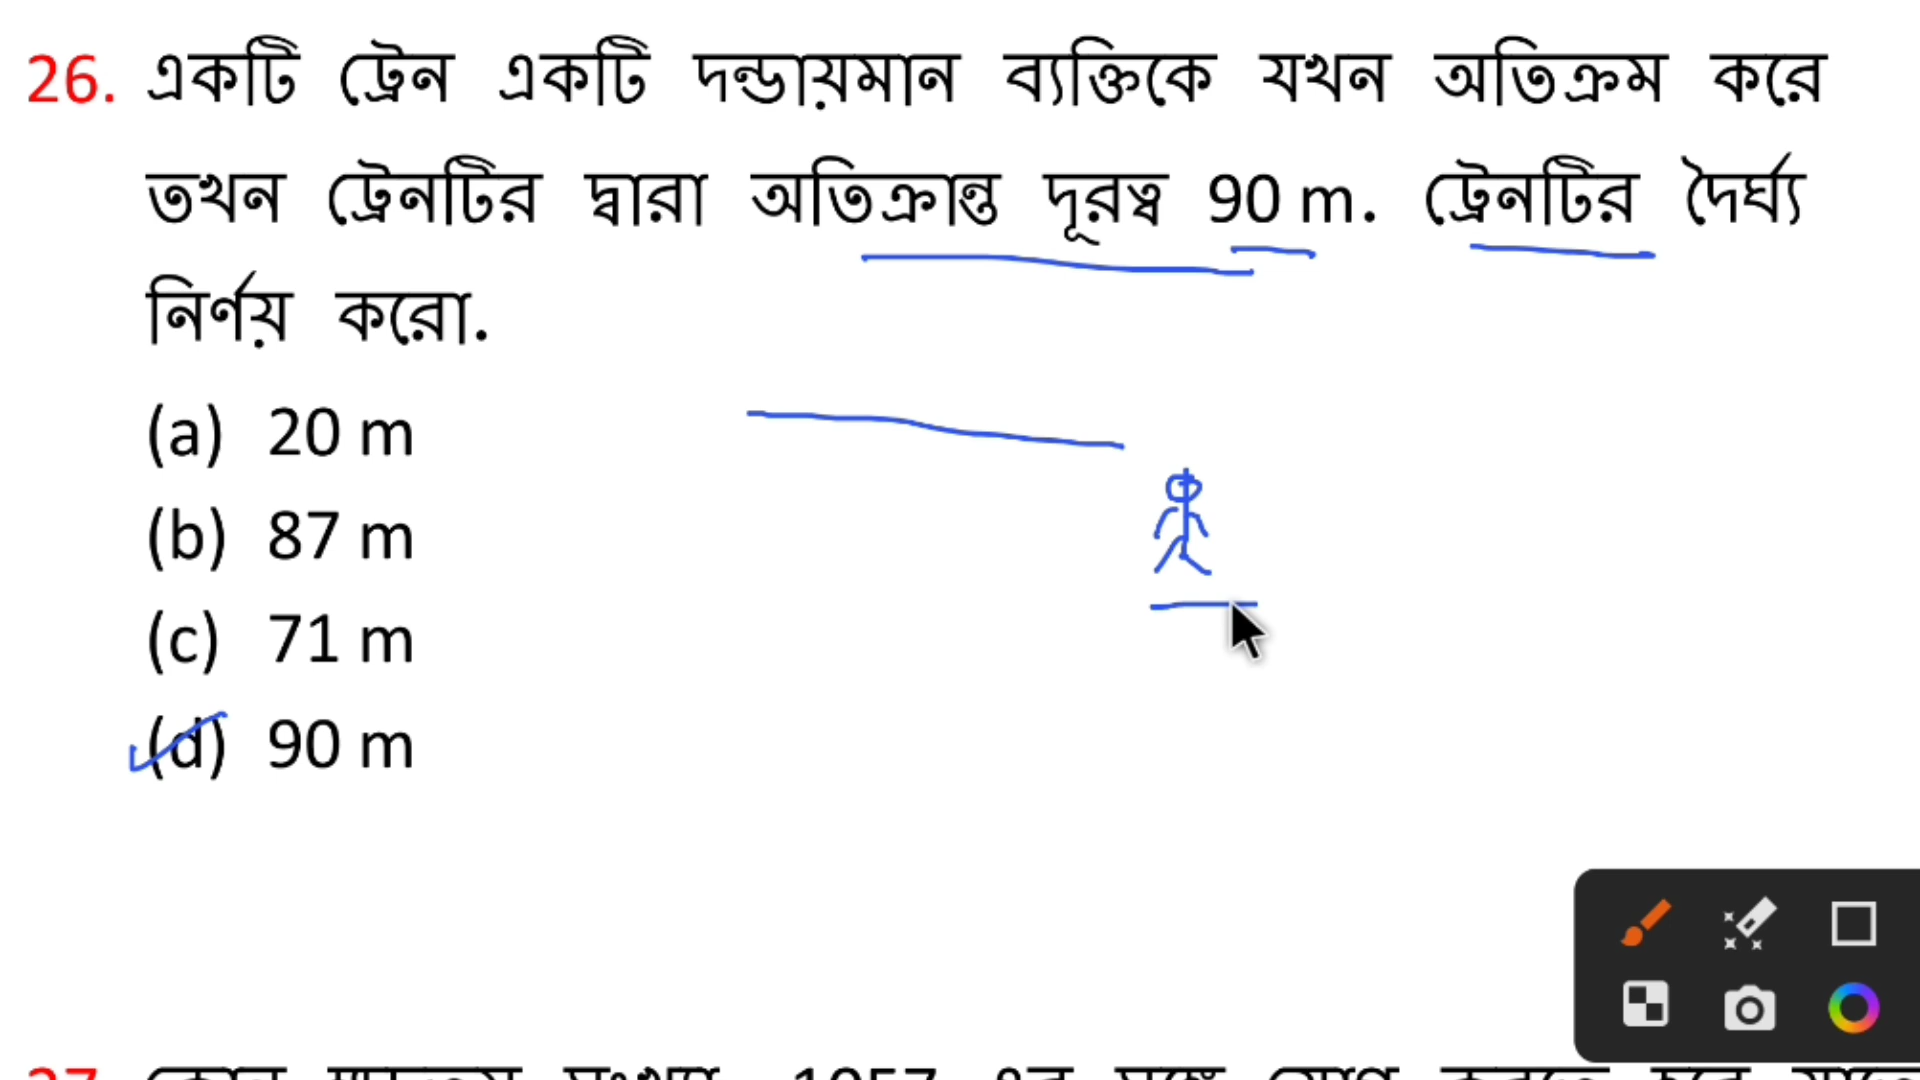 26. একটি ট্রেন একটি দন্ডায়মান ব্যক্তিকে যখন অতিক্রম করে
তখন ট্রেনটির দ্বারা অতিক্রান্ত দূরত্ব 90 m. ট্রেনটির দৈর্ঘ্য
নির্ণয় করো.
(a) 20 m
(b) 87 m
(c) 71 m
(d) 90 m